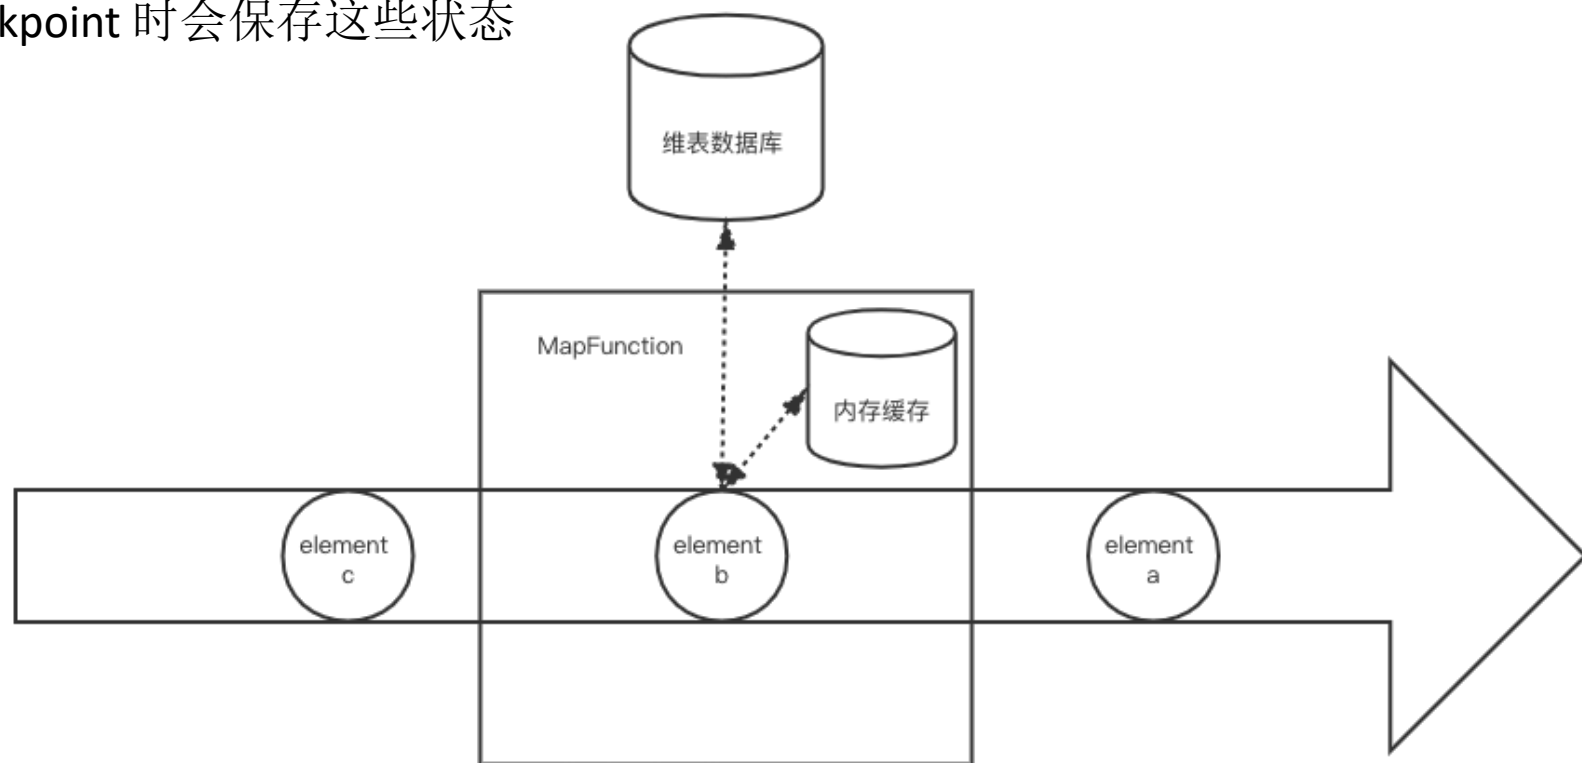 kpoint 时会保存这些状态
维表数据库
MapFunction
内存缓存
element
c
element
b
element
a